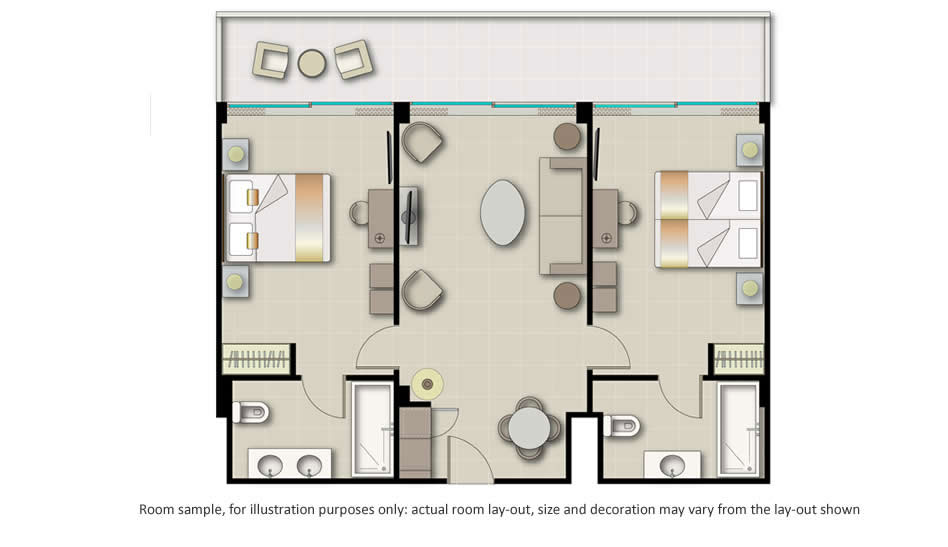 Room sample, for illustration purposes only: actual room lay-out, size and decoration may vary from the lay-out shown